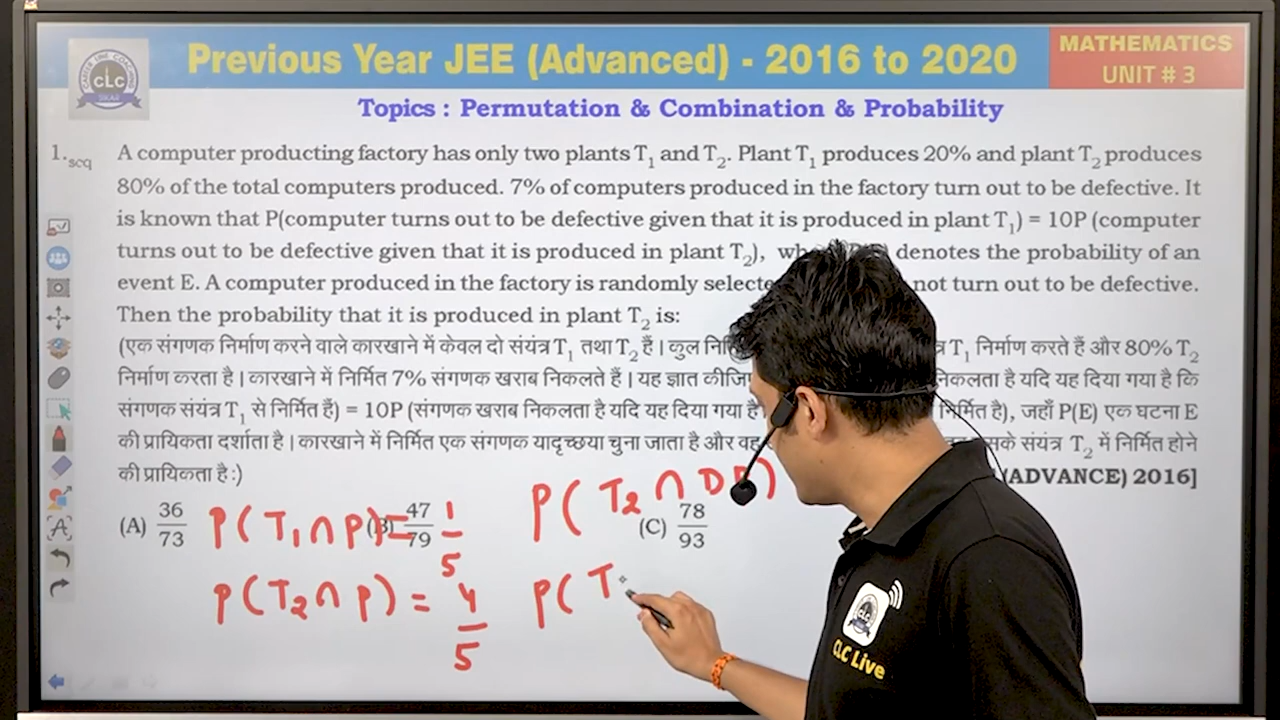 Previous Year JEE (Advanced) - 2016 to 2020
MATHEMATICS
UNIT # 3
CLC
Topics : Permutation & Combination & Probability
1. scq
A computer producting factory has only two plants T₁ and T₂. Plant T₁ produces 20% and plant T₂ produces
80% of the total computers produced. 7% of computers produced in the factory turn out to be defective. It
is known that P(computer turns out to be defective given that it is produced in plant T₁) = 10P (computer
turns out to be defective given that it is produced in plant T₂), denotes the probability of an
event E. A computer produced in the factory is randomly not turn out to be defective.
Then the probability that it is produced in plant T₂ is:
(एक संगणक निर्माण करने वाले कारखाने में केवल दो संयंत्र T₁ तथा T₂ हैं। कुल T₁ निर्माण करते हैं और 80% T₂
निर्माण करता है। कारखाने में निर्मित 7% संगणक खराब निकलते हैं। यह ज्ञात निकलता है यदि यह दिया गया है कि
संगणक संयंत्र T₁ से निर्मित हैं) = 10P (संगणक खराब निकलता है यदि यह दिया गया है निर्मित है), जहाँ P(E) एक घटना E
की प्रायिकता दर्शाता है। कारखाने में निर्मित एक संगणक यादृच्छया चुना जाता है और वह संयंत्र T₂ में निर्मित होने
की प्रायिकता है:)
(ADVANCE) 2016]
(A) 36/73
(B) 47/79
(C) 78/93
P(T₁∩P) = 1/5
P(T₂∩P) = 4/5
P(T₂∩
P(T
CLC
CLC Live